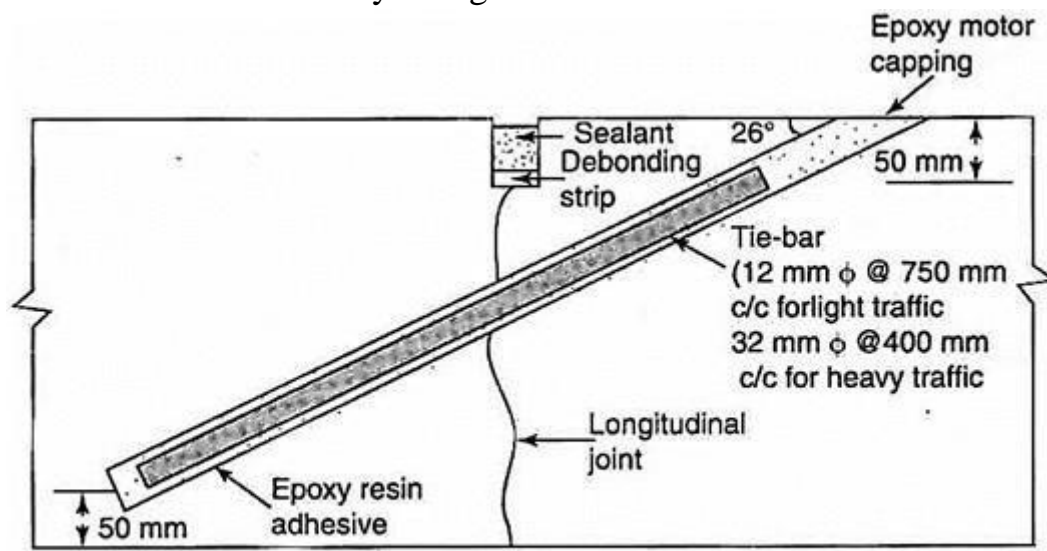 Epoxy motor
capping
Sealant
Debonding
strip
26°
50 mm
Tie-bar
(12 mm ϕ @ 750 mm
c/c forlight traffic
32 mm ϕ @400 mm
c/c for heavy traffic
Longitudinal
joint
Epoxy resin
adhesive
50 mm